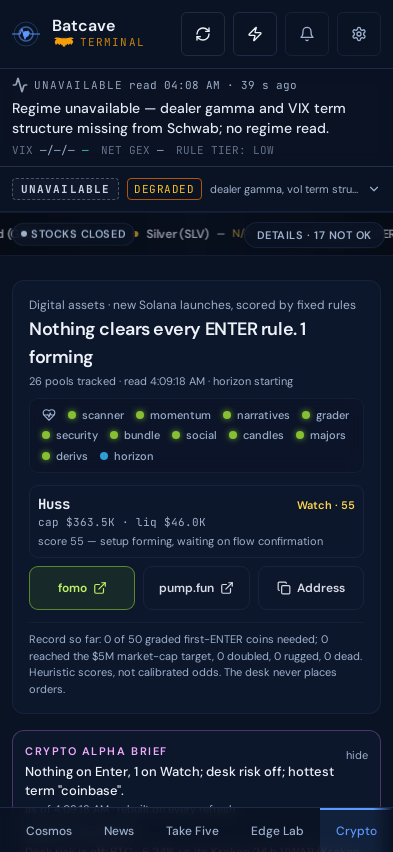 Batcave
TERMINAL
UNAVAILABLE read 04:08 AM · 39 s ago
Regime unavailable — dealer gamma and VIX term
structure missing from Schwab; no regime read.
VIX —/—/— — NET GEX — RULE TIER: LOW
UNAVAILABLE DEGRADED dealer gamma, vol term stru…
STOCKS CLOSED Silver (SLV) — DETAILS · 17 NOT OK
Digital assets · new Solana launches, scored by fixed rules
Nothing clears every ENTER rule. 1
forming
26 pools tracked · read 4:09:18 AM · horizon starting
scanner momentum narratives grader
security bundle social candles majors
derivs horizon
Huss Watch · 55
cap $363.5K · liq $46.0K
score 55 — setup forming, waiting on flow confirmation
fomo pump.fun Address
Record so far: 0 of 50 graded first-ENTER coins needed; 0
reached the $5M market-cap target, 0 doubled, 0 rugged, 0 dead.
Heuristic scores, not calibrated odds. The desk never places
orders.
CRYPTO ALPHA BRIEF hide
Nothing on Enter, 1 on Watch; desk risk off; hottest
term "coinbase".
Cosmos News Take Five Edge Lab Crypto